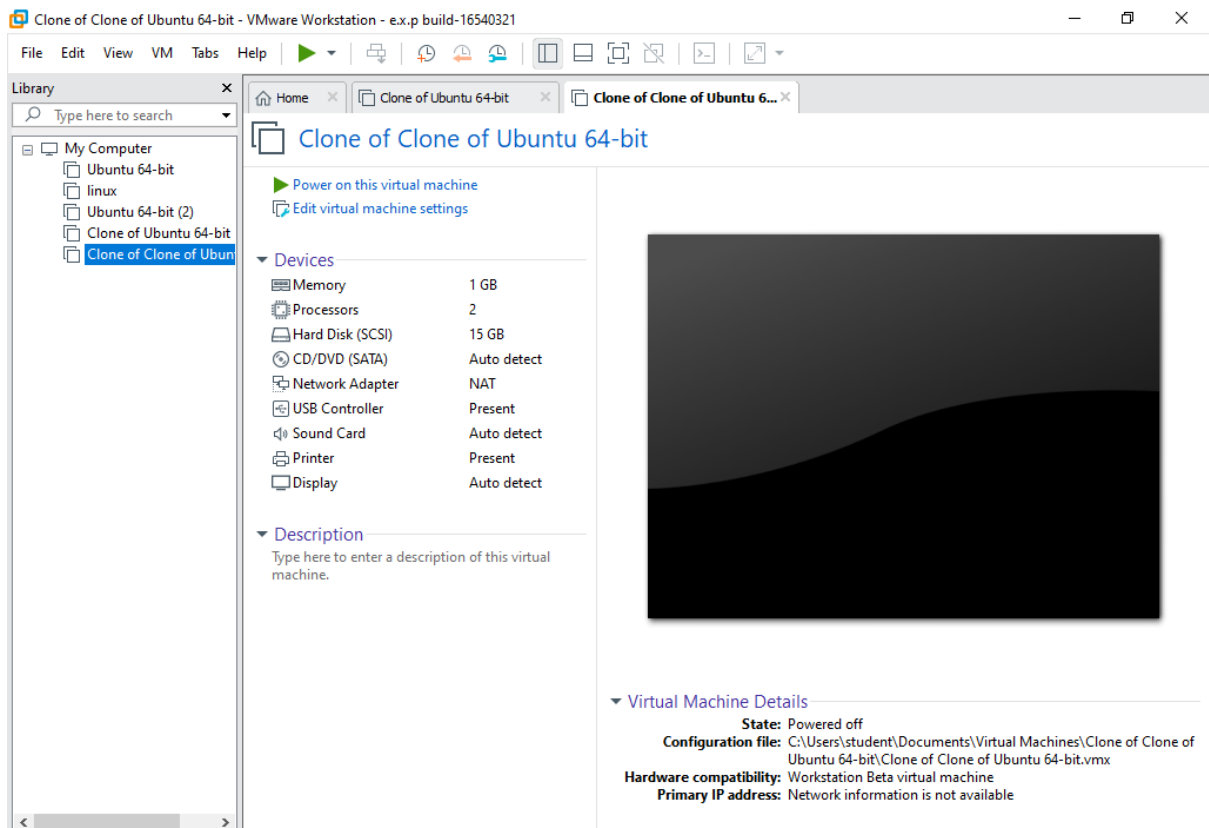 Clone of Clone of Ubuntu 64-bit - VMware Workstation - e.x.p build-16540321
File Edit View VM Tabs Help
Library
Type here to search
My Computer
Ubuntu 64-bit
linux
Ubuntu 64-bit (2)
Clone of Ubuntu 64-bit
Clone of Clone of Ubun
Home
Clone of Ubuntu 64-bit
Clone of Clone of Ubuntu 6...
Clone of Clone of Ubuntu 64-bit
Power on this virtual machine
Edit virtual machine settings
Devices
Memory 1 GB
Processors 2
Hard Disk (SCSI) 15 GB
CD/DVD (SATA) Auto detect
Network Adapter NAT
USB Controller Present
Sound Card Auto detect
Printer Present
Display Auto detect
Description
Type here to enter a description of this virtual
machine.
Virtual Machine Details
State: Powered off
Configuration file: C:\Users\student\Documents\Virtual Machines\Clone of Clone of
Ubuntu 64-bit\Clone of Clone of Ubuntu 64-bit.vmx
Hardware compatibility: Workstation Beta virtual machine
Primary IP address: Network information is not available